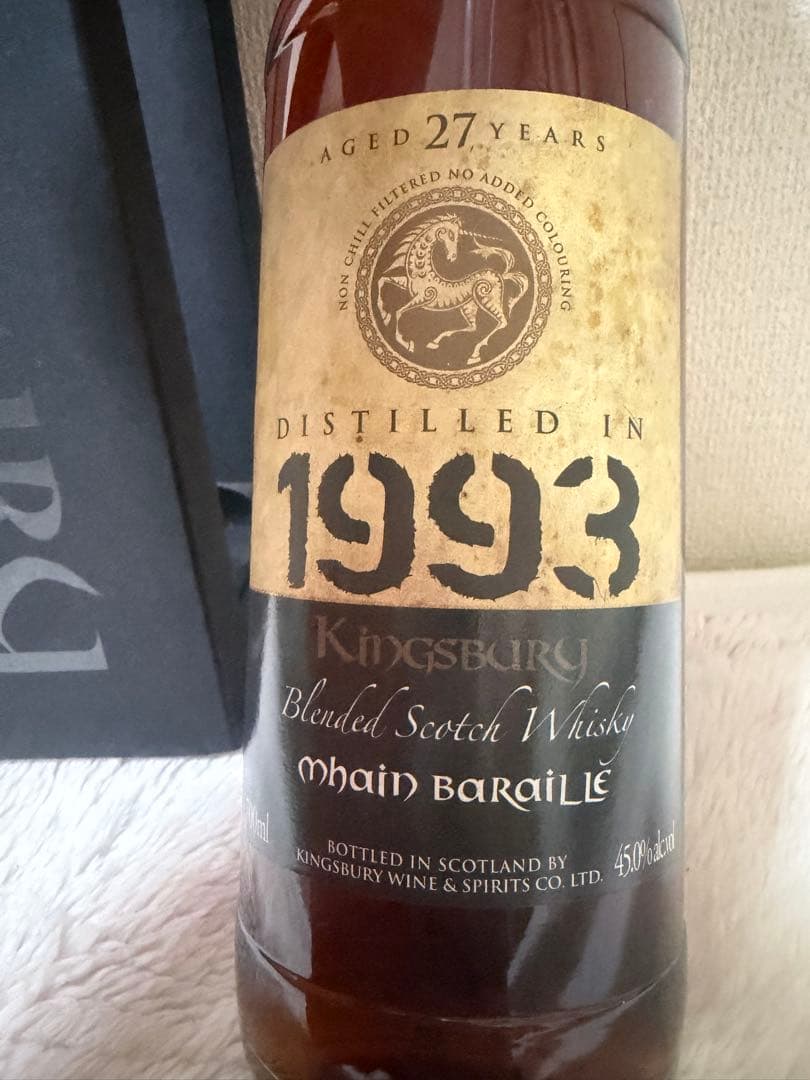 AGED 27 YEARS
NON CHILL FILTERED NO ADDED COLOURING
DISTILLED IN
1993
KINGSBURY
Blended Scotch Whisky
mhain BARAILLE
BOTTLED IN SCOTLAND BY
KINGSBURY WINE & SPIRITS CO. LTD.
45.0% alc.vol